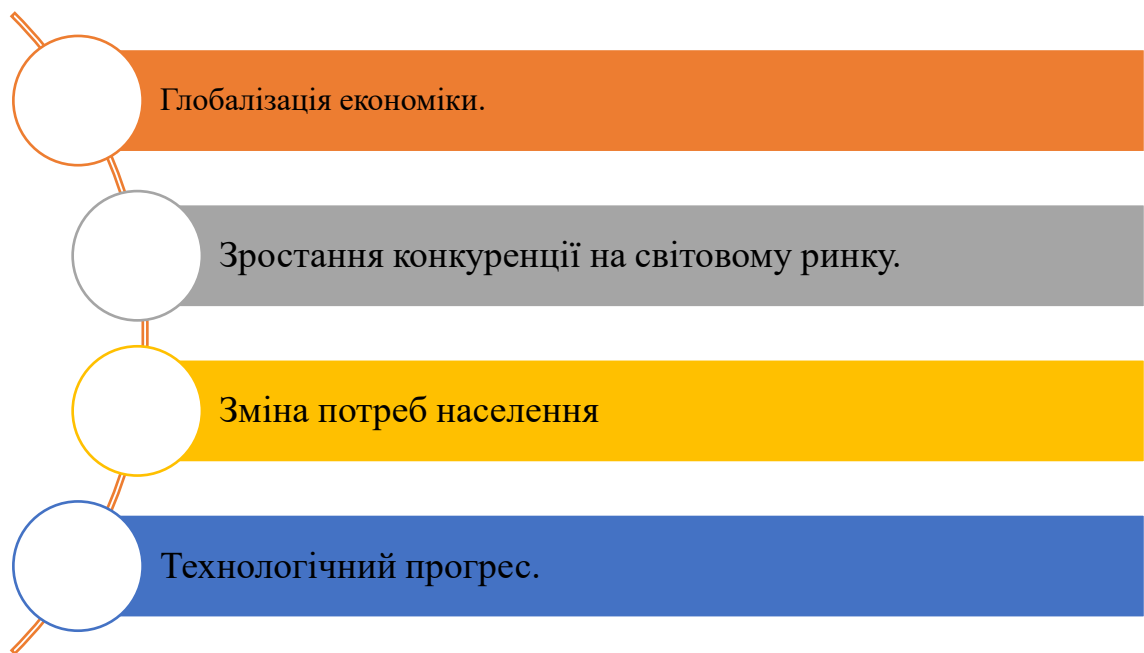 Глобалізація економіки.
Зростання конкуренції на світовому ринку.
Зміна потреб населення
Технологічний прогрес.